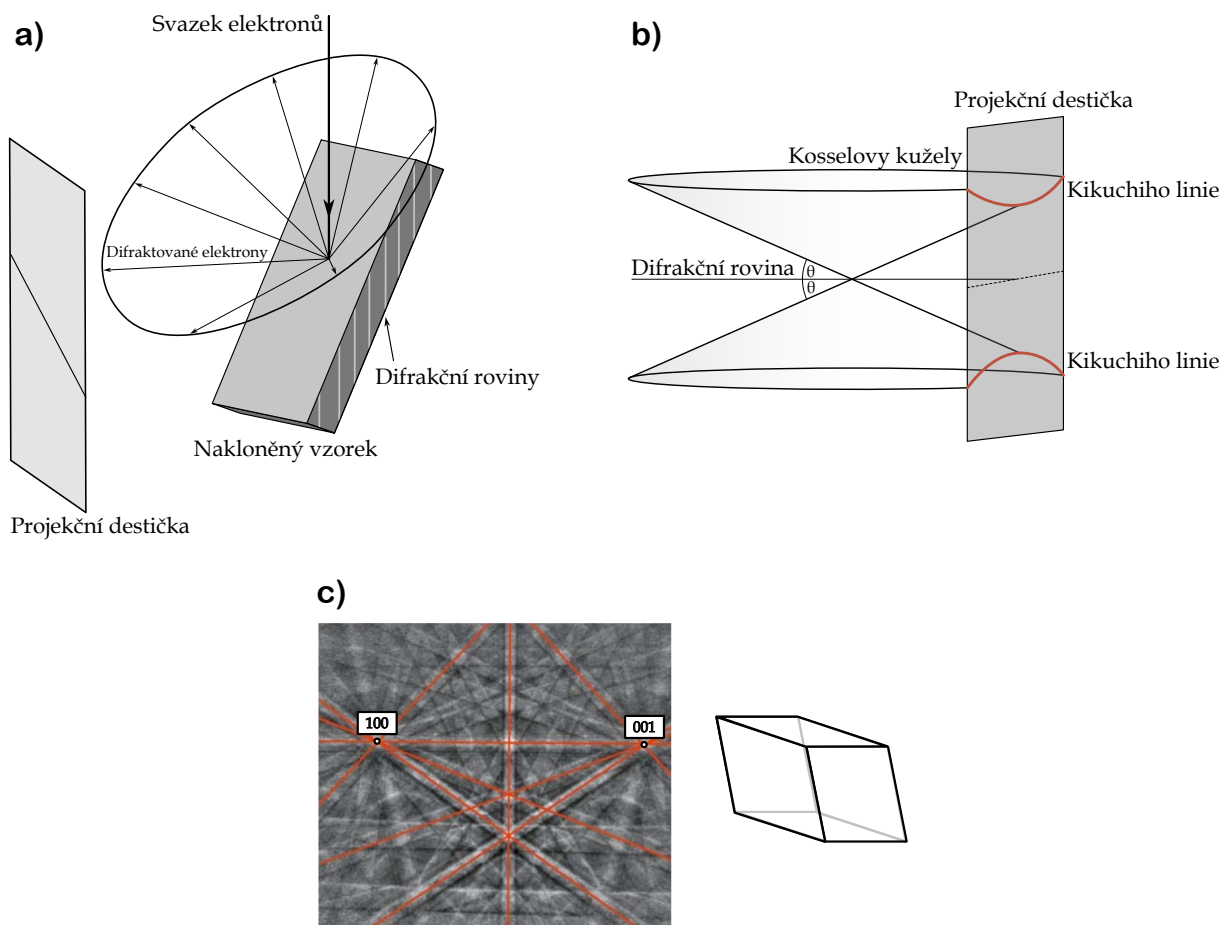 a)
Svazek elektronů
Difraktované elektrony
Difrakční roviny
Nakloněný vzorek
Projekční destička
b)
Projekční destička
Kosselovy kužely
Kikuchiho linie
Difrakční rovina
θ
θ
Kikuchiho linie
c)
100
001